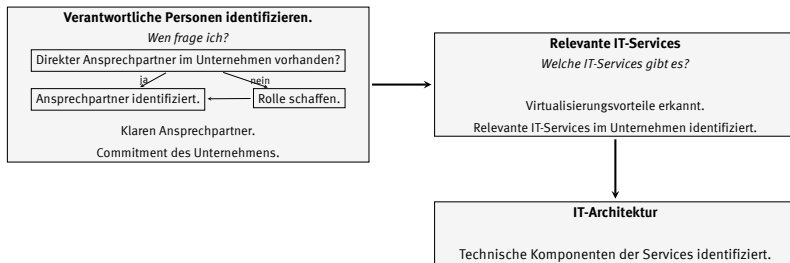 Verantwortliche Personen identifizieren.
Wen frage ich?
Direkter Ansprechpartner im Unternehmen vorhanden?
ja
nein
Ansprechpartner identifiziert.
Rolle schaffen.
Klaren Ansprechpartner.
Commitment des Unternehmens.
Relevante IT-Services
Welche IT-Services gibt es?
Virtualisierungsvorteile erkannt.
Relevante IT-Services im Unternehmen identifiziert.
IT-Architektur
Technische Komponenten der Services identifiziert.